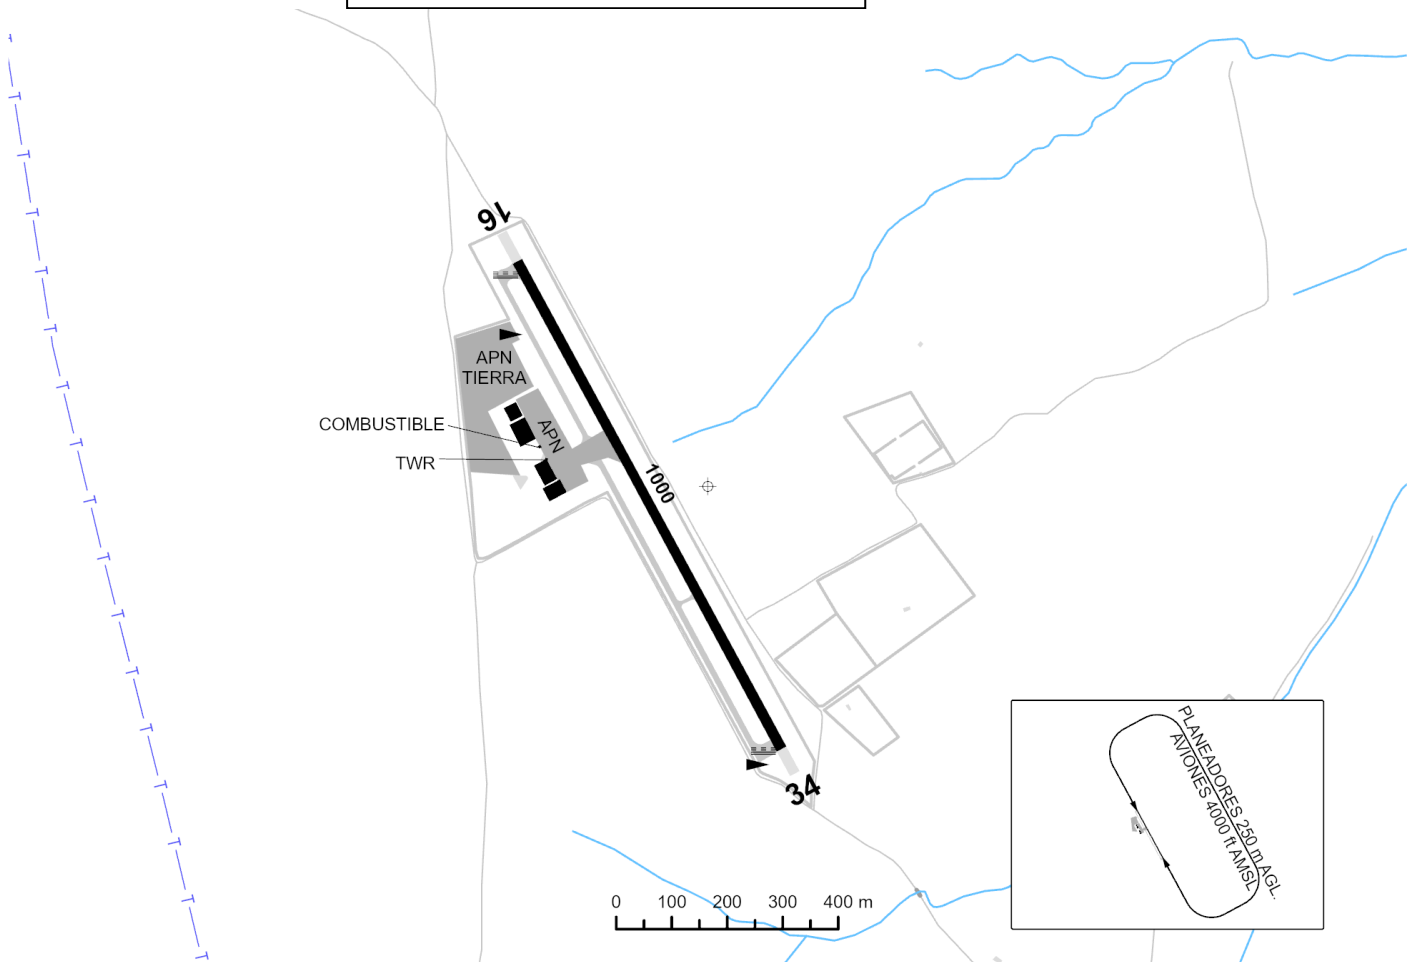 16
APN
TIERRA
COMBUSTIBLE
APN
TWR
1000
34
0 100 200 300 400 m
PLANEADORES 250 m AGL.
AVIONES 4000 ft AMSL